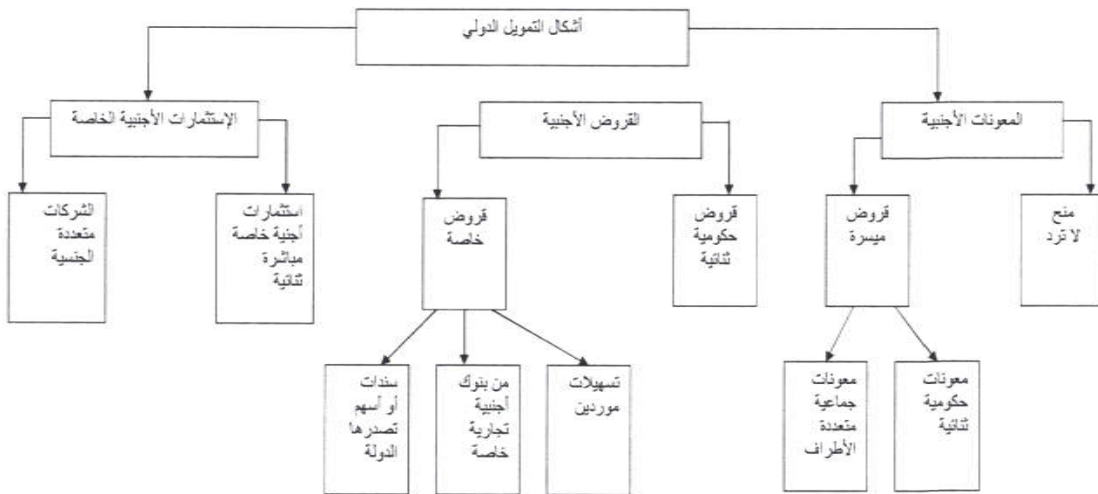 أشكال التمويل الدولي
المعونات الأجنبية
القروض الأجنبية
الإستثمارات الأجنبية الخاصة
منح
لا ترد
قروض
ميسرة
قروض
حكومية
ثنائية
قروض
خاصة
استثمارات
أجنية خاصة
مباشرة
ثنائية
الشركات
متعددة
الجنسية
معونات
حكومية
ثنائية
معونات
جماعية
متعددة
الأطراف
تسهيلات
موردين
من بنوك
أجنبية
تجارية
خاصة
سندات
أو أسهم
تصدرها
الدولة